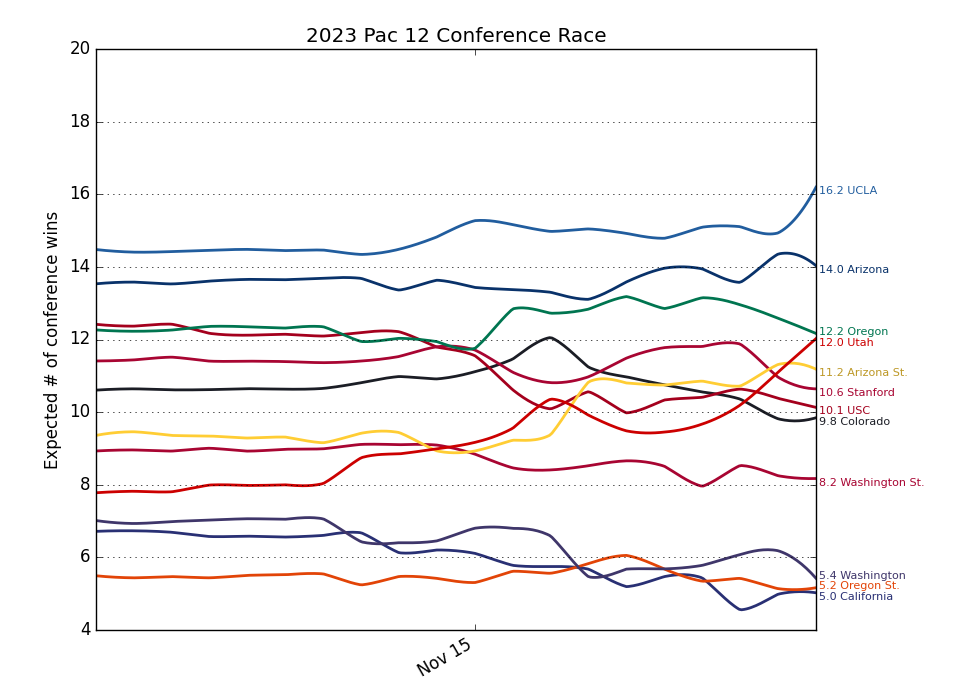 2023 Pac 12 Conference Race
Expected # of conference wins
20
18
16
14
12
10
8
6
4
Nov 15
16.2 UCLA
14.0 Arizona
12.2 Oregon
12.0 Utah
11.2 Arizona St.
10.6 Stanford
10.1 USC
9.8 Colorado
8.2 Washington St.
5.4 Washington
5.2 Oregon St.
5.0 California